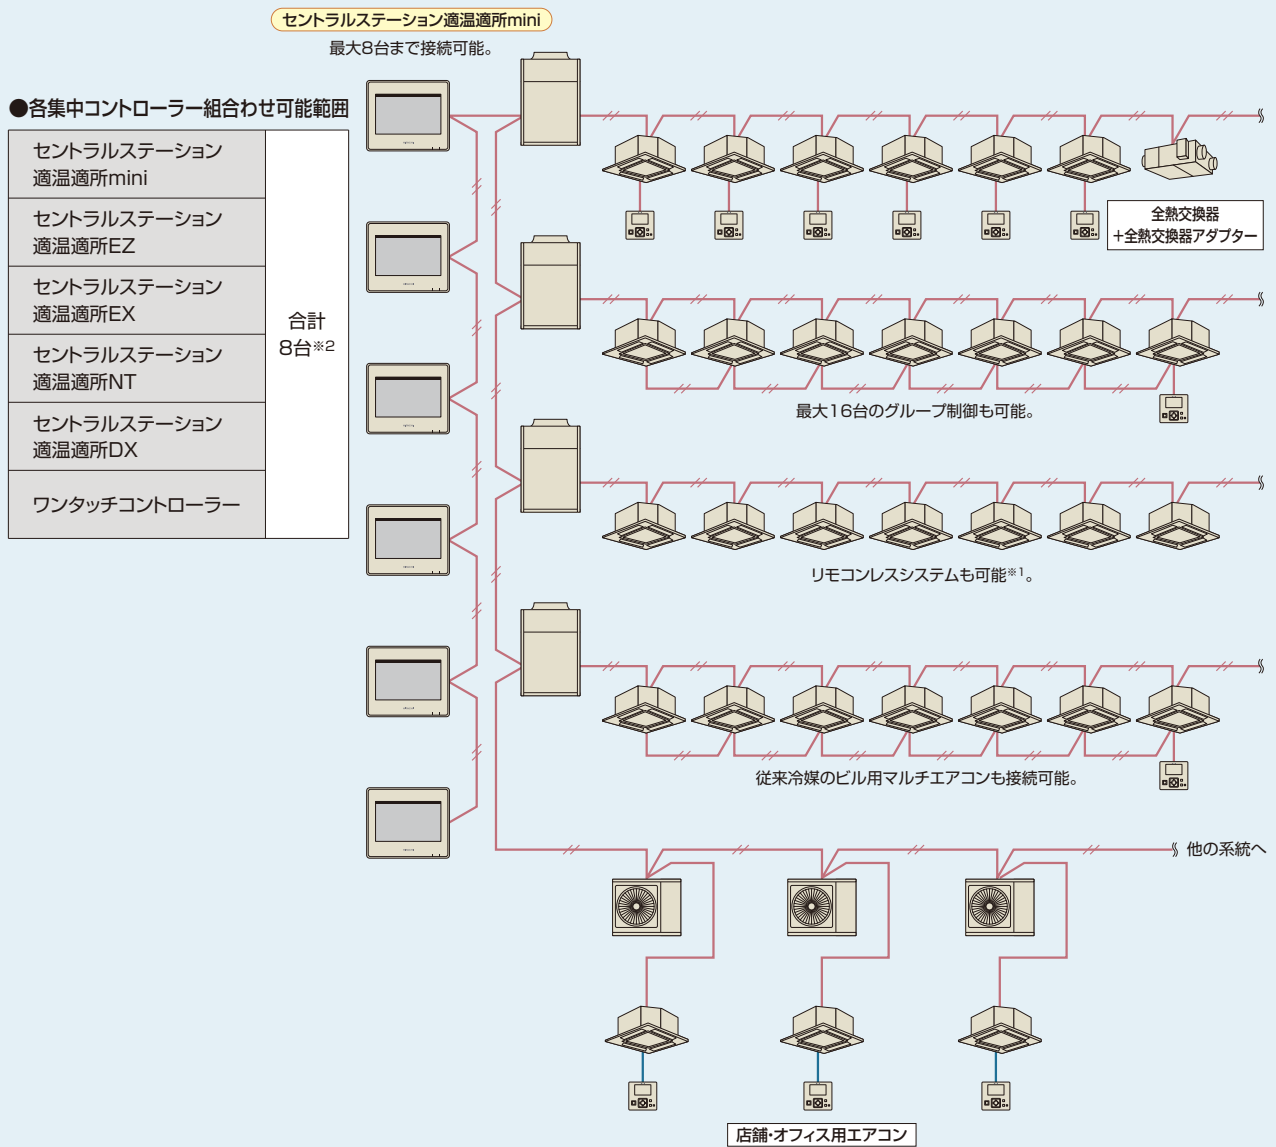 セントラルステーション適温適所mini
最大8台まで接続可能。
●各集中コントローラー組合わせ可能範囲
セントラルステーション
適温適所mini
セントラルステーション
適温適所EZ
セントラルステーション
適温適所EX
セントラルステーション
適温適所NT
セントラルステーション
適温適所DX
ワンタッチコントローラー
合計
8台※2
全熱交換器
+全熱交換器アダプター
最大16台のグループ制御も可能。
リモコンレスシステムも可能※1。
従来冷媒のビル用マルチエアコンも接続可能。
他の系統へ
店舗・オフィス用エアコン